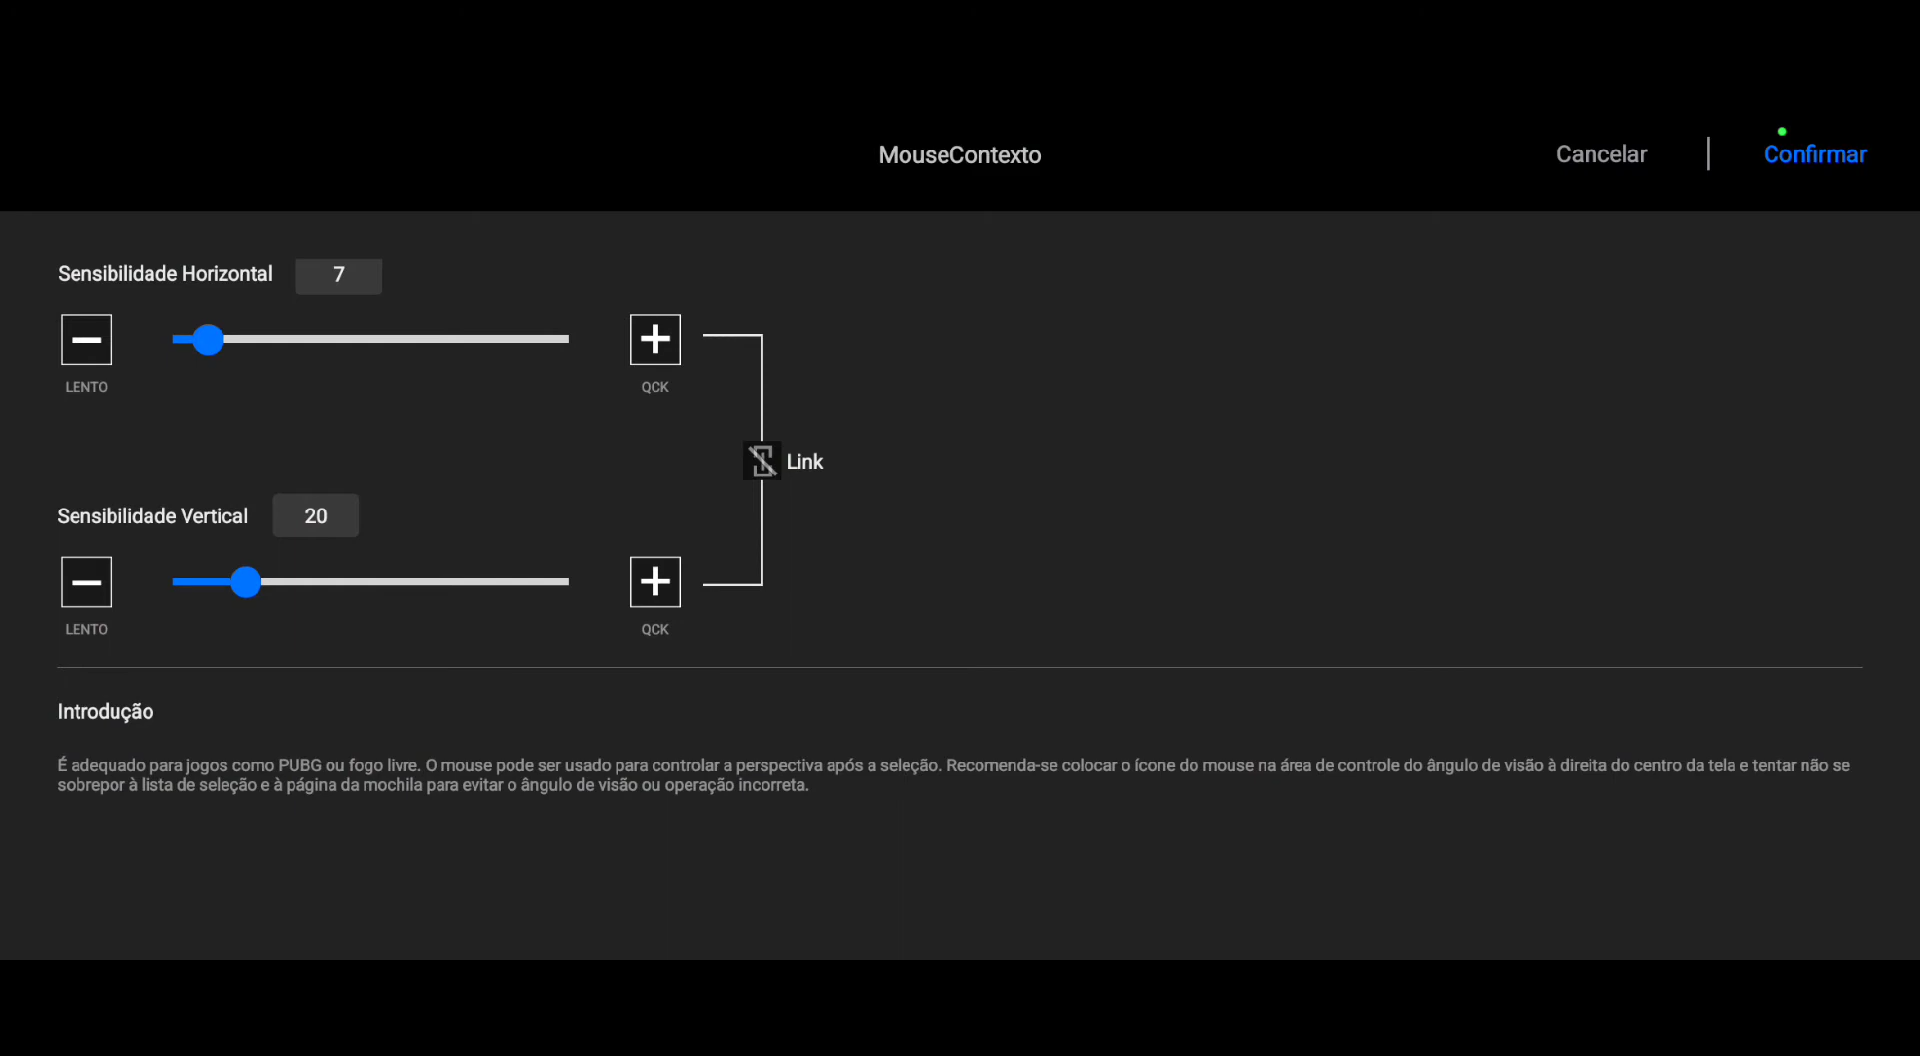 MouseContexto
Cancelar
Confirmar
Sensibilidade Horizontal 7
LENTO
QCK
Link
Sensibilidade Vertical 20
LENTO
QCK
Introdução
É adequado para jogos como PUBG ou fogo livre. O mouse pode ser usado para controlar a perspectiva após a seleção. Recomenda-se colocar o ícone do mouse na área de controle do ângulo de visão à direita do centro da tela e tentar não se
sobrepor à lista de seleção e à página da mochila para evitar o ângulo de visão ou operação incorreta.